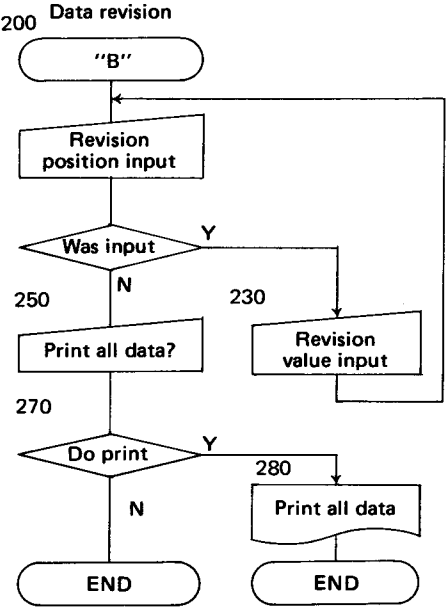 Data revision
200
"B"
Revision
position input
Was input
Y
N
250
230
Print all data?
Revision
value input
270
Do print
Y
280
N
Print all data
END
END